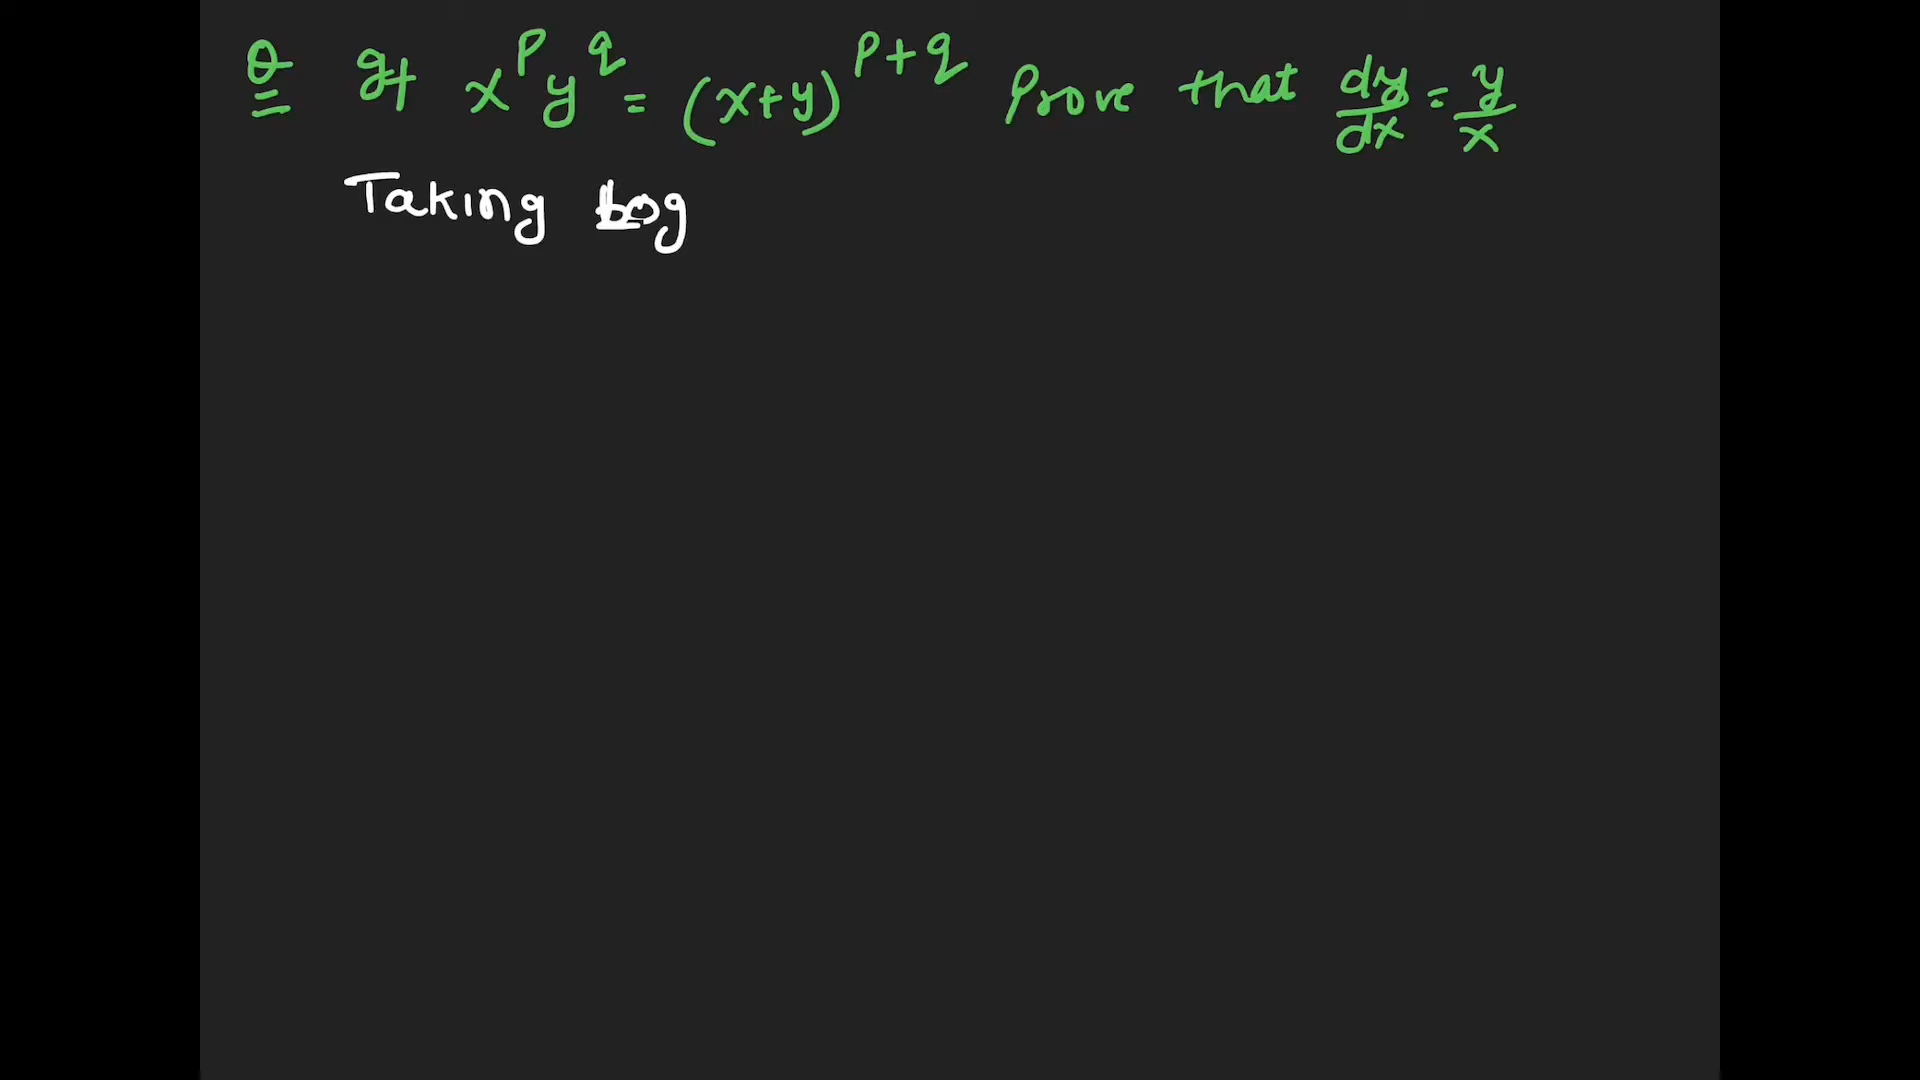 Q If x^p y^q = (x+y)^{p+q} Prove that dy/dx = y/x
Taking Log